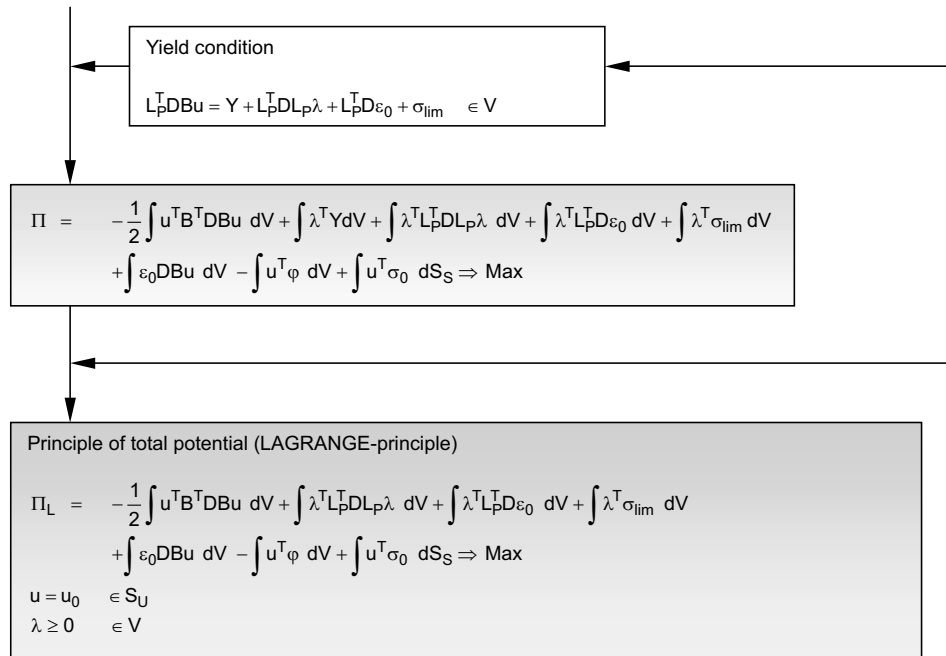 Yield condition
L_P^T DBu = Y + L_P^T DL_P λ + L_P^T Dε_0 + σ_lim ∈ V
Π = -1/2 ∫ u^T B^T DBu dV + ∫ λ^T YdV + ∫ λ^T L_P^T DL_P λ dV + ∫ λ^T L_P^T Dε_0 dV + ∫ λ^T σ_lim dV
+ ∫ ε_0 DBu dV − ∫ u^T φ dV + ∫ u^T σ_0 dS_S ⇒ Max
Principle of total potential (LAGRANGE-principle)
Π_L = -1/2 ∫ u^T B^T DBu dV + ∫ λ^T L_P^T DL_P λ dV + ∫ λ^T L_P^T Dε_0 dV + ∫ λ^T σ_lim dV
+ ∫ ε_0 DBu dV − ∫ u^T φ dV + ∫ u^T σ_0 dS_S ⇒ Max
u = u_0 ∈ S_U
λ ≥ 0 ∈ V